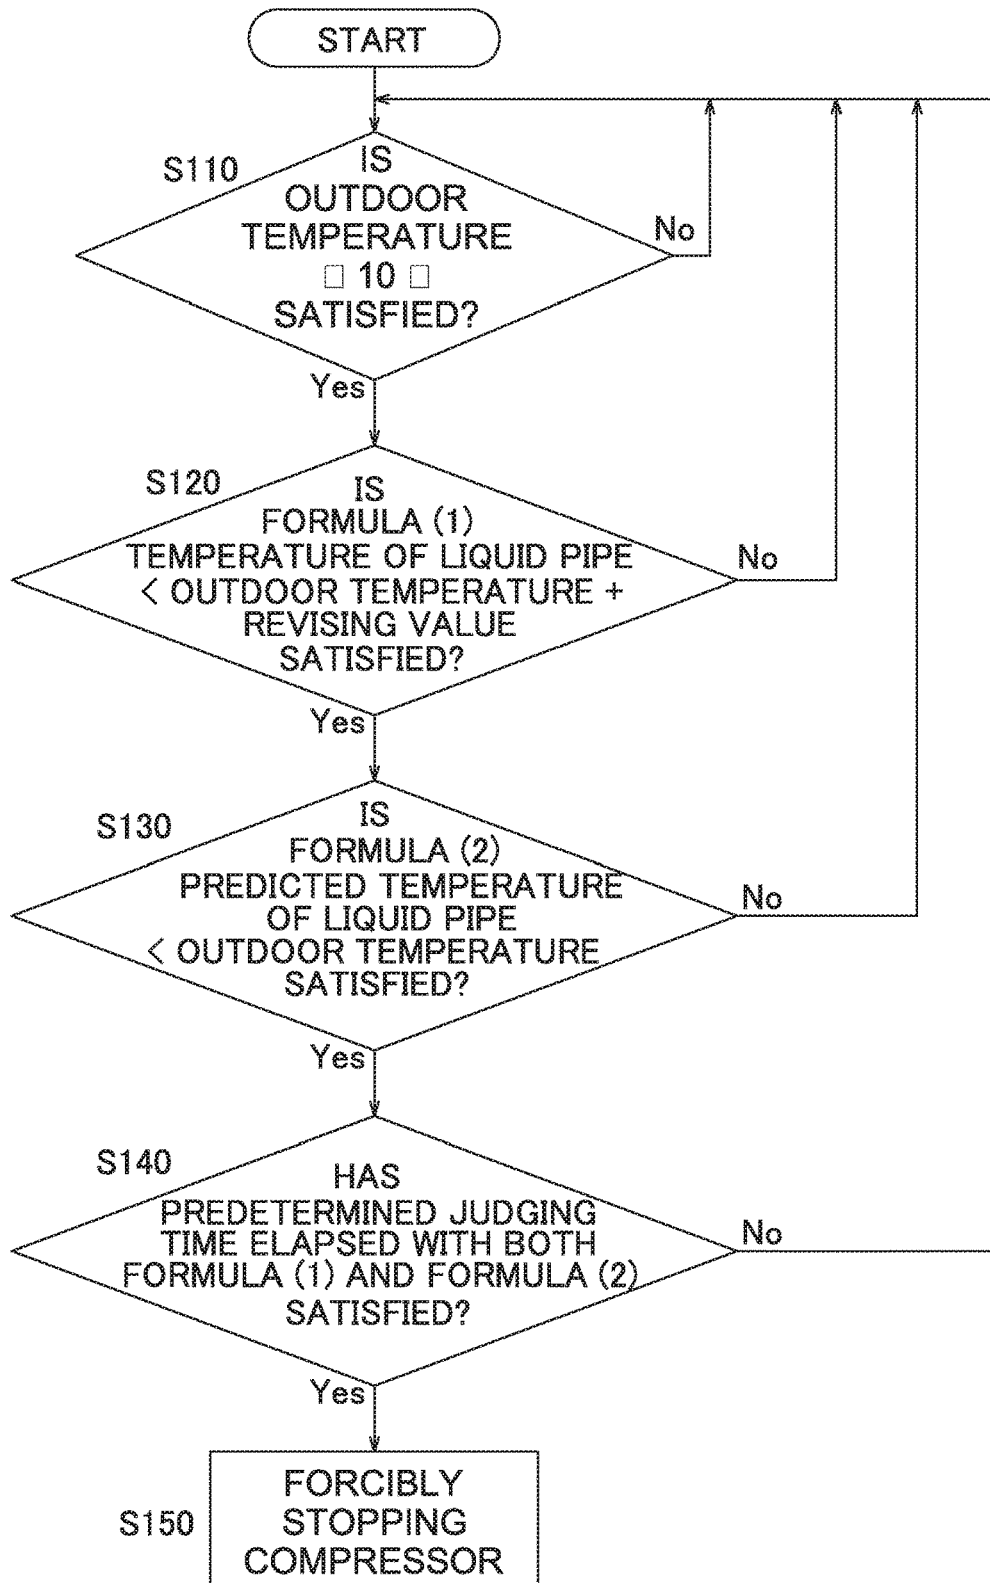 START
S110
IS
OUTDOOR
TEMPERATURE
□ 10 □
SATISFIED?
No
Yes
S120
IS
FORMULA (1)
TEMPERATURE OF LIQUID PIPE
< OUTDOOR TEMPERATURE +
REVISING VALUE
SATISFIED?
No
Yes
S130
IS
FORMULA (2)
PREDICTED TEMPERATURE
OF LIQUID PIPE
< OUTDOOR TEMPERATURE
SATISFIED?
No
Yes
S140
HAS
PREDETERMINED JUDGING
TIME ELAPSED WITH BOTH
FORMULA (1) AND FORMULA (2)
SATISFIED?
No
Yes
S150
FORCIBLY
STOPPING
COMPRESSOR